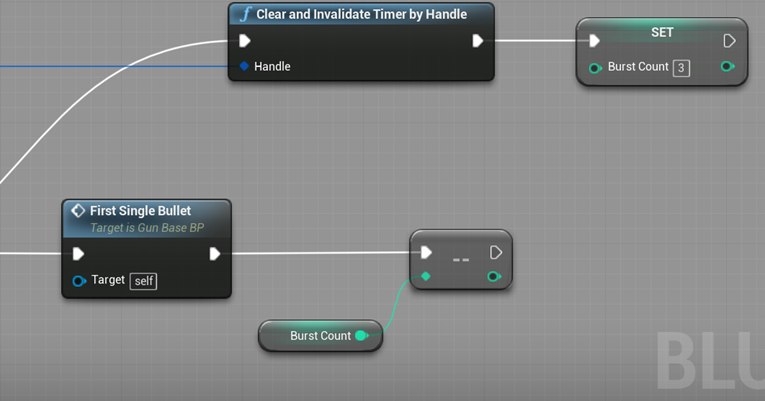 Clear and Invalidate Timer by Handle
Handle
SET
Burst Count 3
First Single Bullet
Target is Gun Base BP
Target self
--
Burst Count